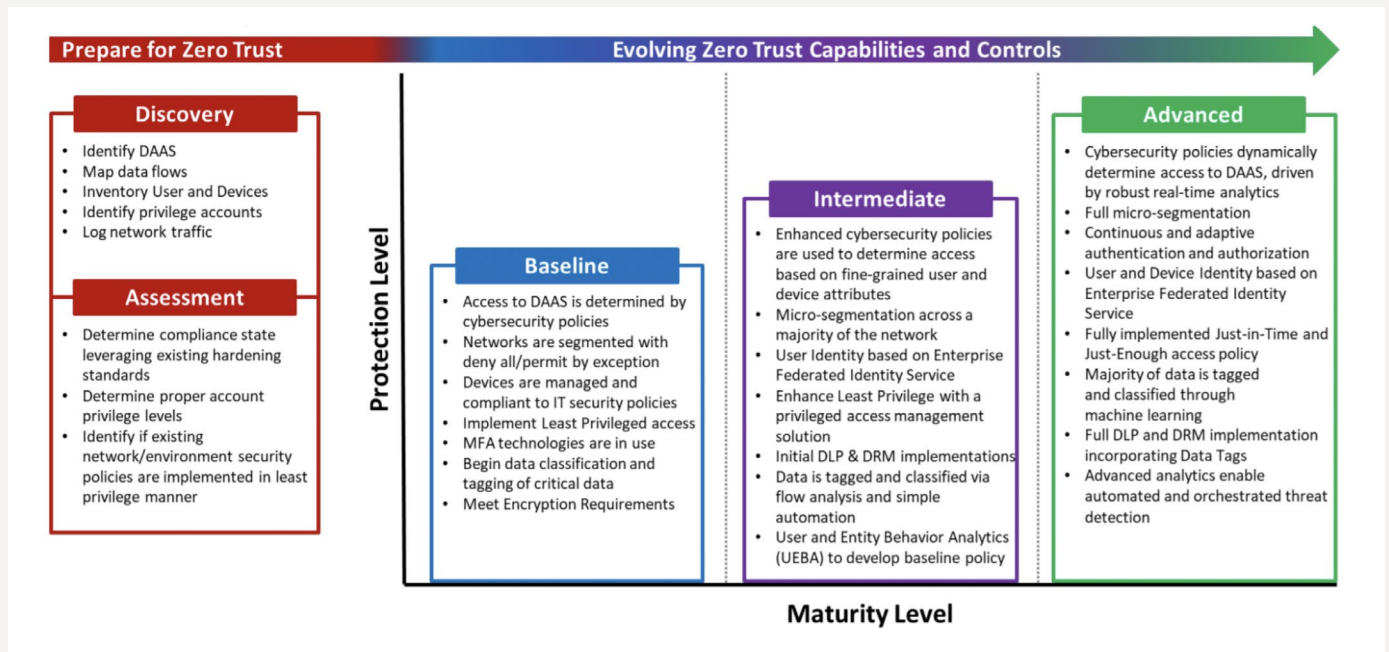 Prepare for Zero Trust
Evolving Zero Trust Capabilities and Controls
Discovery
• Identify DAAS
• Map data flows
• Inventory User and Devices
• Identify privilege accounts
• Log network traffic
Assessment
• Determine compliance state
leveraging existing hardening
standards
• Determine proper account
privilege levels
• Identify if existing
network/environment security
policies are implemented in least
privilege manner
Protection Level
Baseline
• Access to DAAS is determined by
cybersecurity policies
• Networks are segmented with
deny all/permit by exception
• Devices are managed and
compliant to IT security policies
• Implement Least Privileged access
• MFA technologies are in use
• Begin data classification and
tagging of critical data
• Meet Encryption Requirements
Intermediate
• Enhanced cybersecurity policies
are used to determine access
based on fine-grained user and
device attributes
• Micro-segmentation across a
majority of the network
• User Identity based on Enterprise
Federated Identity Service
• Enhance Least Privilege with a
privileged access management
solution
• Initial DLP & DRM implementations
• Data is tagged and classified via
flow analysis and simple
automation
• User and Entity Behavior Analytics
(UEBA) to develop baseline policy
Advanced
• Cybersecurity policies dynamically
determine access to DAAS, driven
by robust real-time analytics
• Full micro-segmentation
• Continuous and adaptive
authentication and authorization
• User and Device Identity based on
Enterprise Federated Identity
Service
• Fully implemented Just-in-Time and
Just-Enough access policy
• Majority of data is tagged
and classified through
machine learning
• Full DLP and DRM implementation
incorporating Data Tags
• Advanced analytics enable
automated and orchestrated threat
detection
Maturity Level